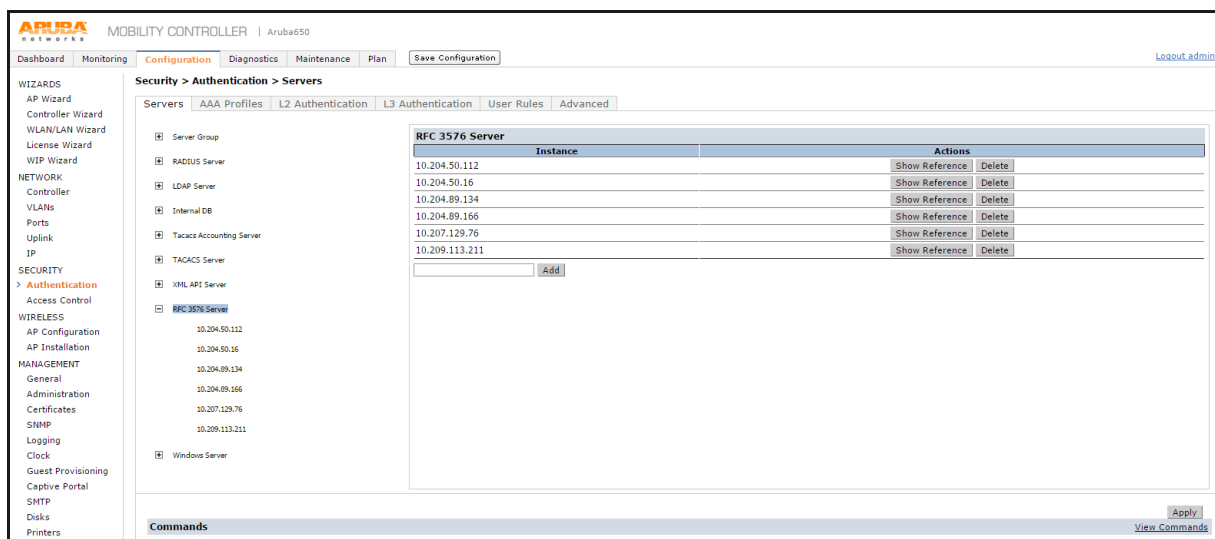 ARUBA networks MOBILITY CONTROLLER | Aruba650
Dashboard Monitoring Configuration Diagnostics Maintenance Plan Save Configuration Logout admin
WIZARDS
AP Wizard
Controller Wizard
WLAN/LAN Wizard
License Wizard
WIP Wizard
NETWORK
Controller
VLANs
Ports
Uplink
IP
SECURITY
> Authentication
Access Control
WIRELESS
AP Configuration
AP Installation
MANAGEMENT
General
Administration
Certificates
SNMP
Logging
Clock
Guest Provisioning
Captive Portal
SMTP
Disks
Printers
Security > Authentication > Servers
Servers AAA Profiles L2 Authentication L3 Authentication User Rules Advanced
Server Group
RADIUS Server
LDAP Server
Internal DB
Tacacs Accounting Server
TACACS Server
XML API Server
RFC 3576 Server
10.204.50.112
10.204.50.16
10.204.89.134
10.204.89.166
10.207.129.76
10.209.113.211
Windows Server
RFC 3576 Server
Instance Actions
10.204.50.112 Show Reference Delete
10.204.50.16 Show Reference Delete
10.204.89.134 Show Reference Delete
10.204.89.166 Show Reference Delete
10.207.129.76 Show Reference Delete
10.209.113.211 Show Reference Delete
Add
Apply
Commands View Commands